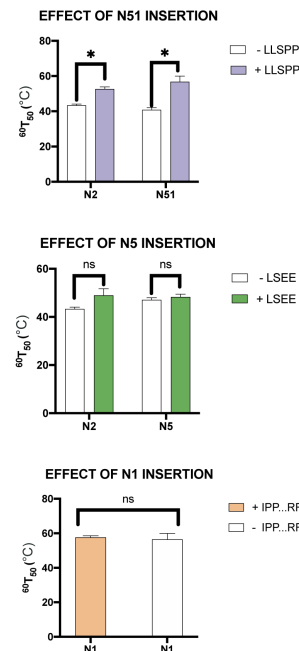 EFFECT OF N51 INSERTION
80
60
40
20
0
⁶⁰T₅₀ (°C)
*
*
N2
N51
- LLSPP
+ LLSPP
EFFECT OF N5 INSERTION
60
40
20
0
⁶⁰T₅₀ (°C)
ns
ns
N2
N5
- LSEE
+ LSEE
EFFECT OF N1 INSERTION
80
60
40
20
0
⁶⁰T₅₀ (°C)
ns
N1
N1
+ IPP...RF
- IPP...RF